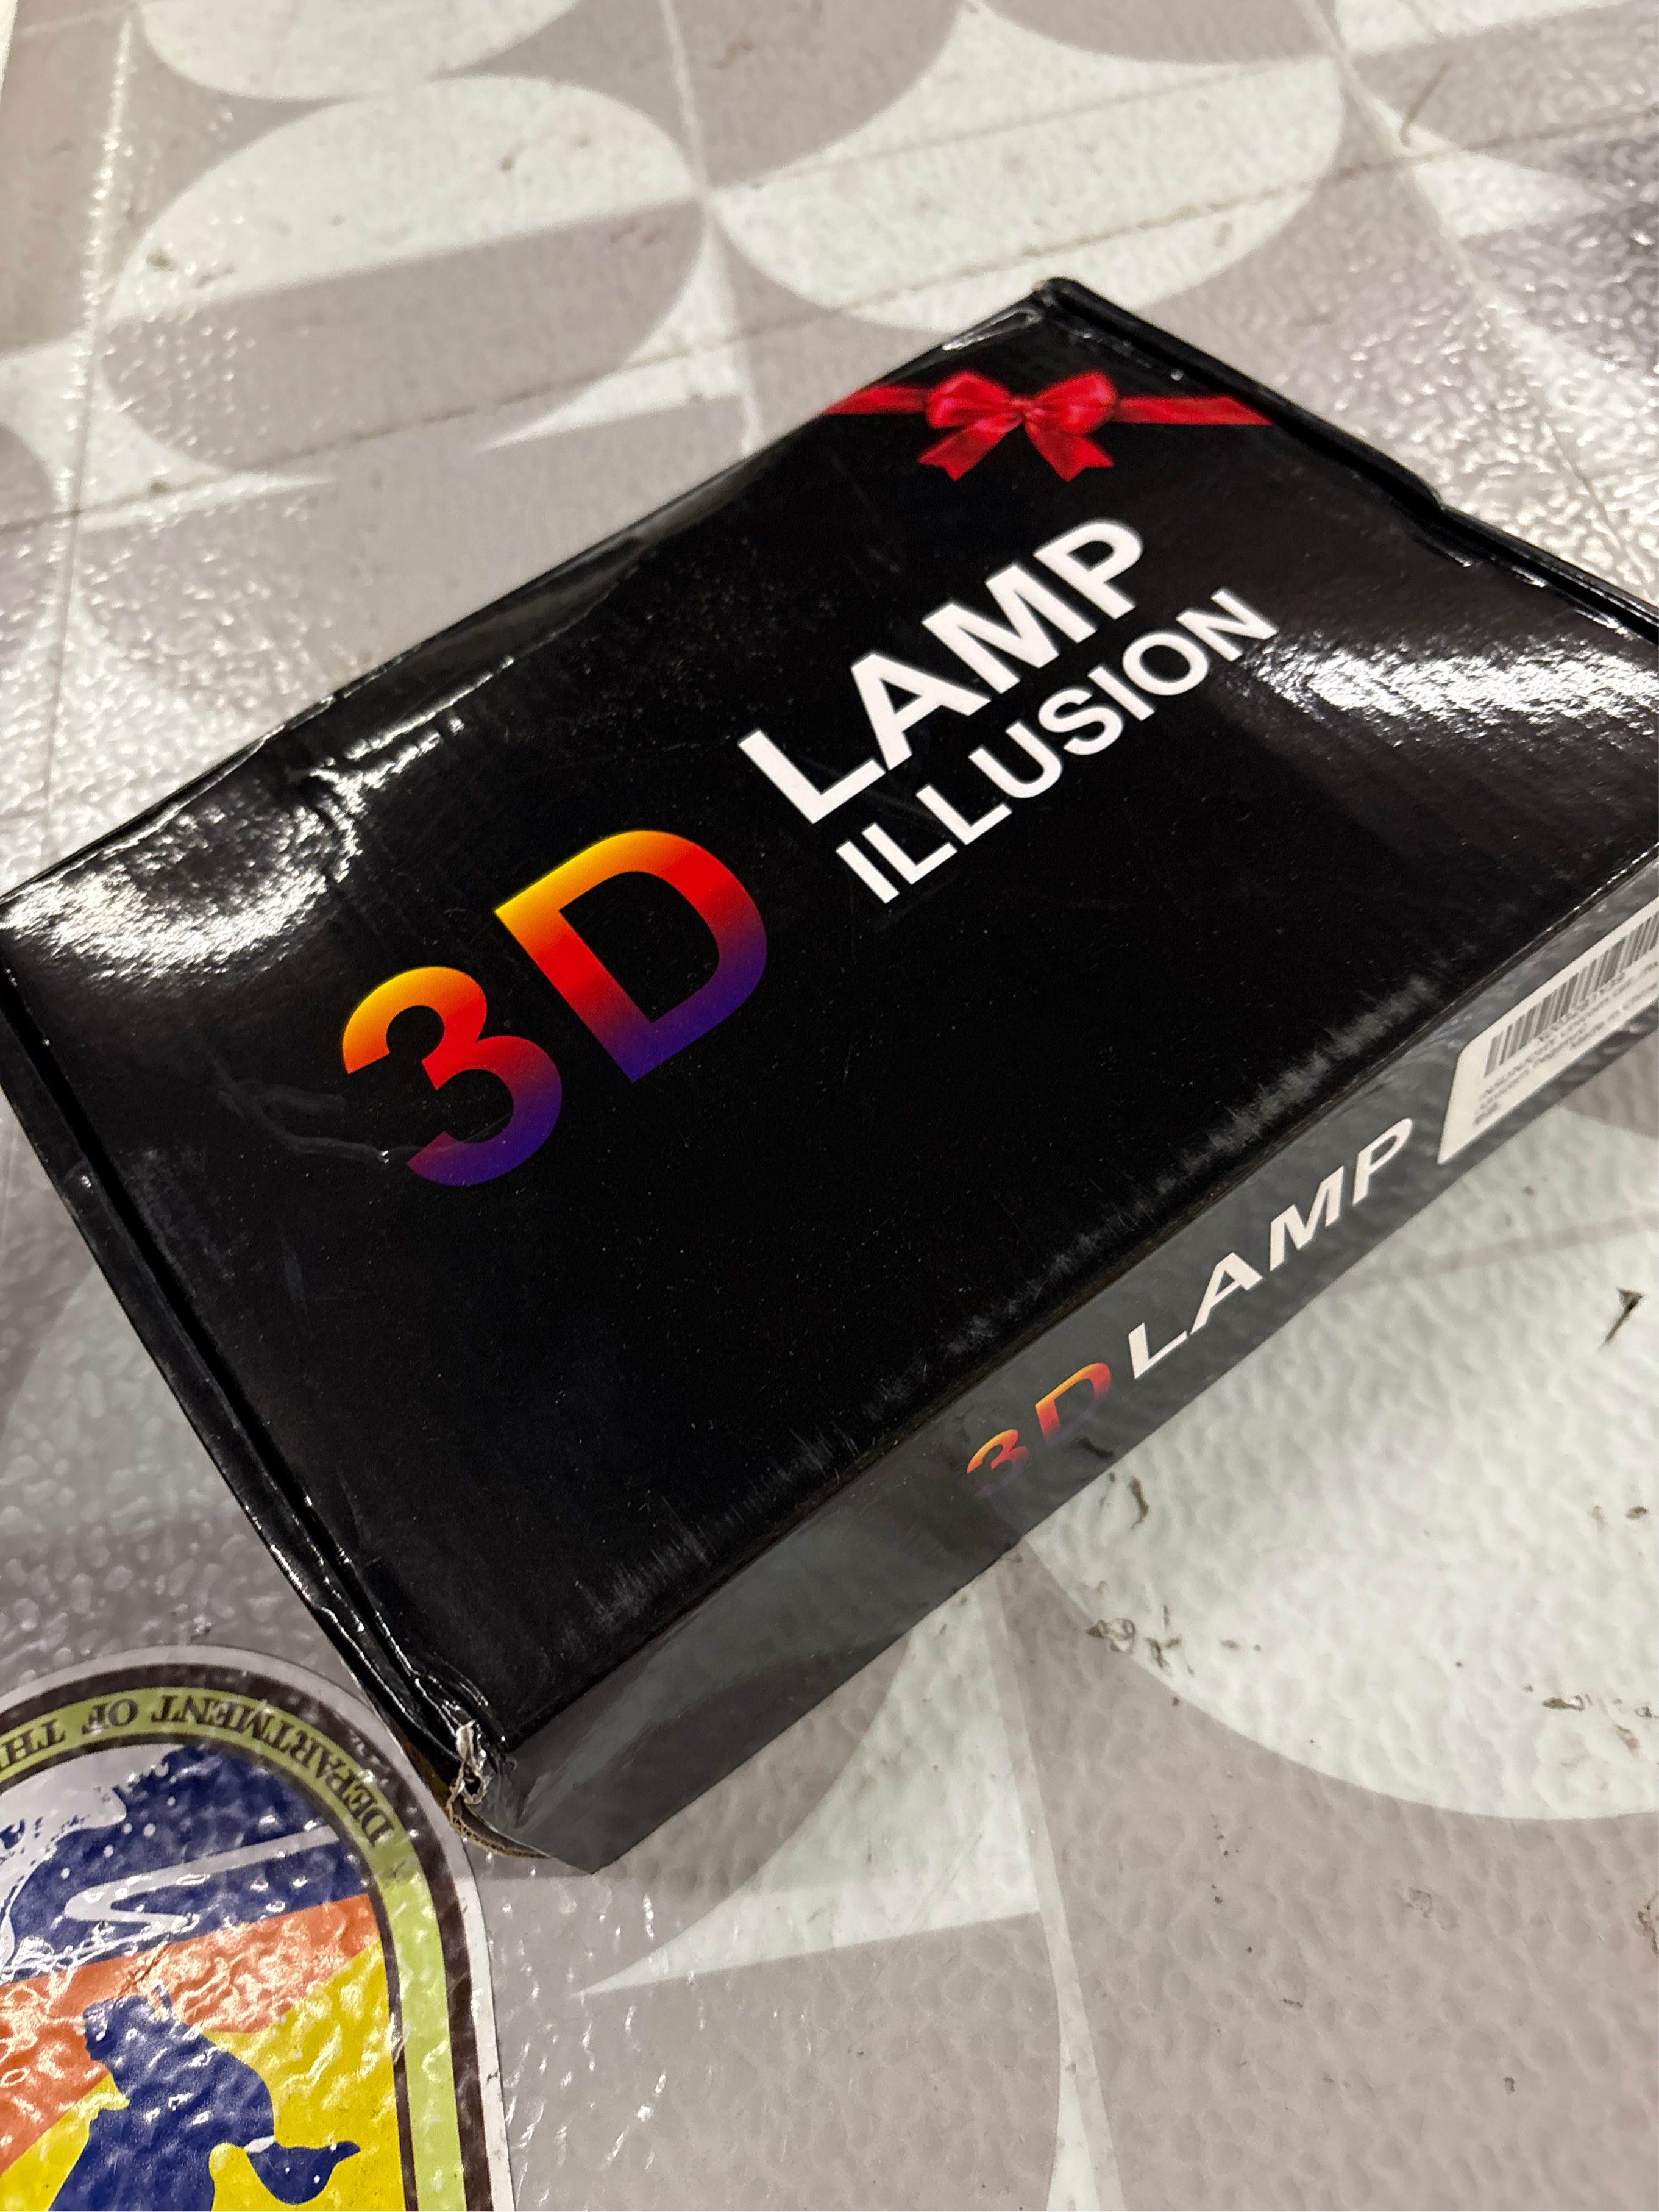 3D
LAMP
ILLUSION
3D LAMP
DEPARTMENT OF TH